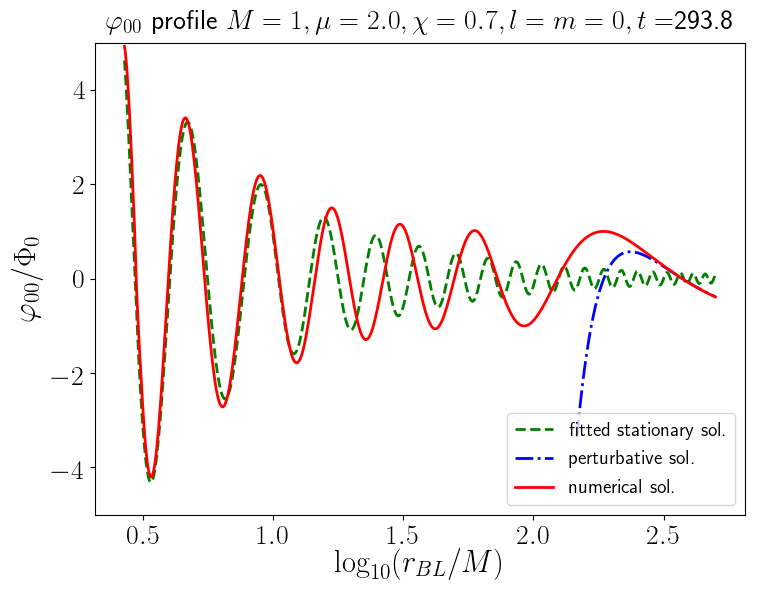 φ₀₀ profile M = 1, μ = 2.0, χ = 0.7, l = m = 0, t =293.8
φ₀₀/Φ₀
4
2
0
−2
−4
fitted stationary sol.
perturbative sol.
numerical sol.
0.5 1.0 1.5 2.0 2.5
log₁₀(r_BL/M)